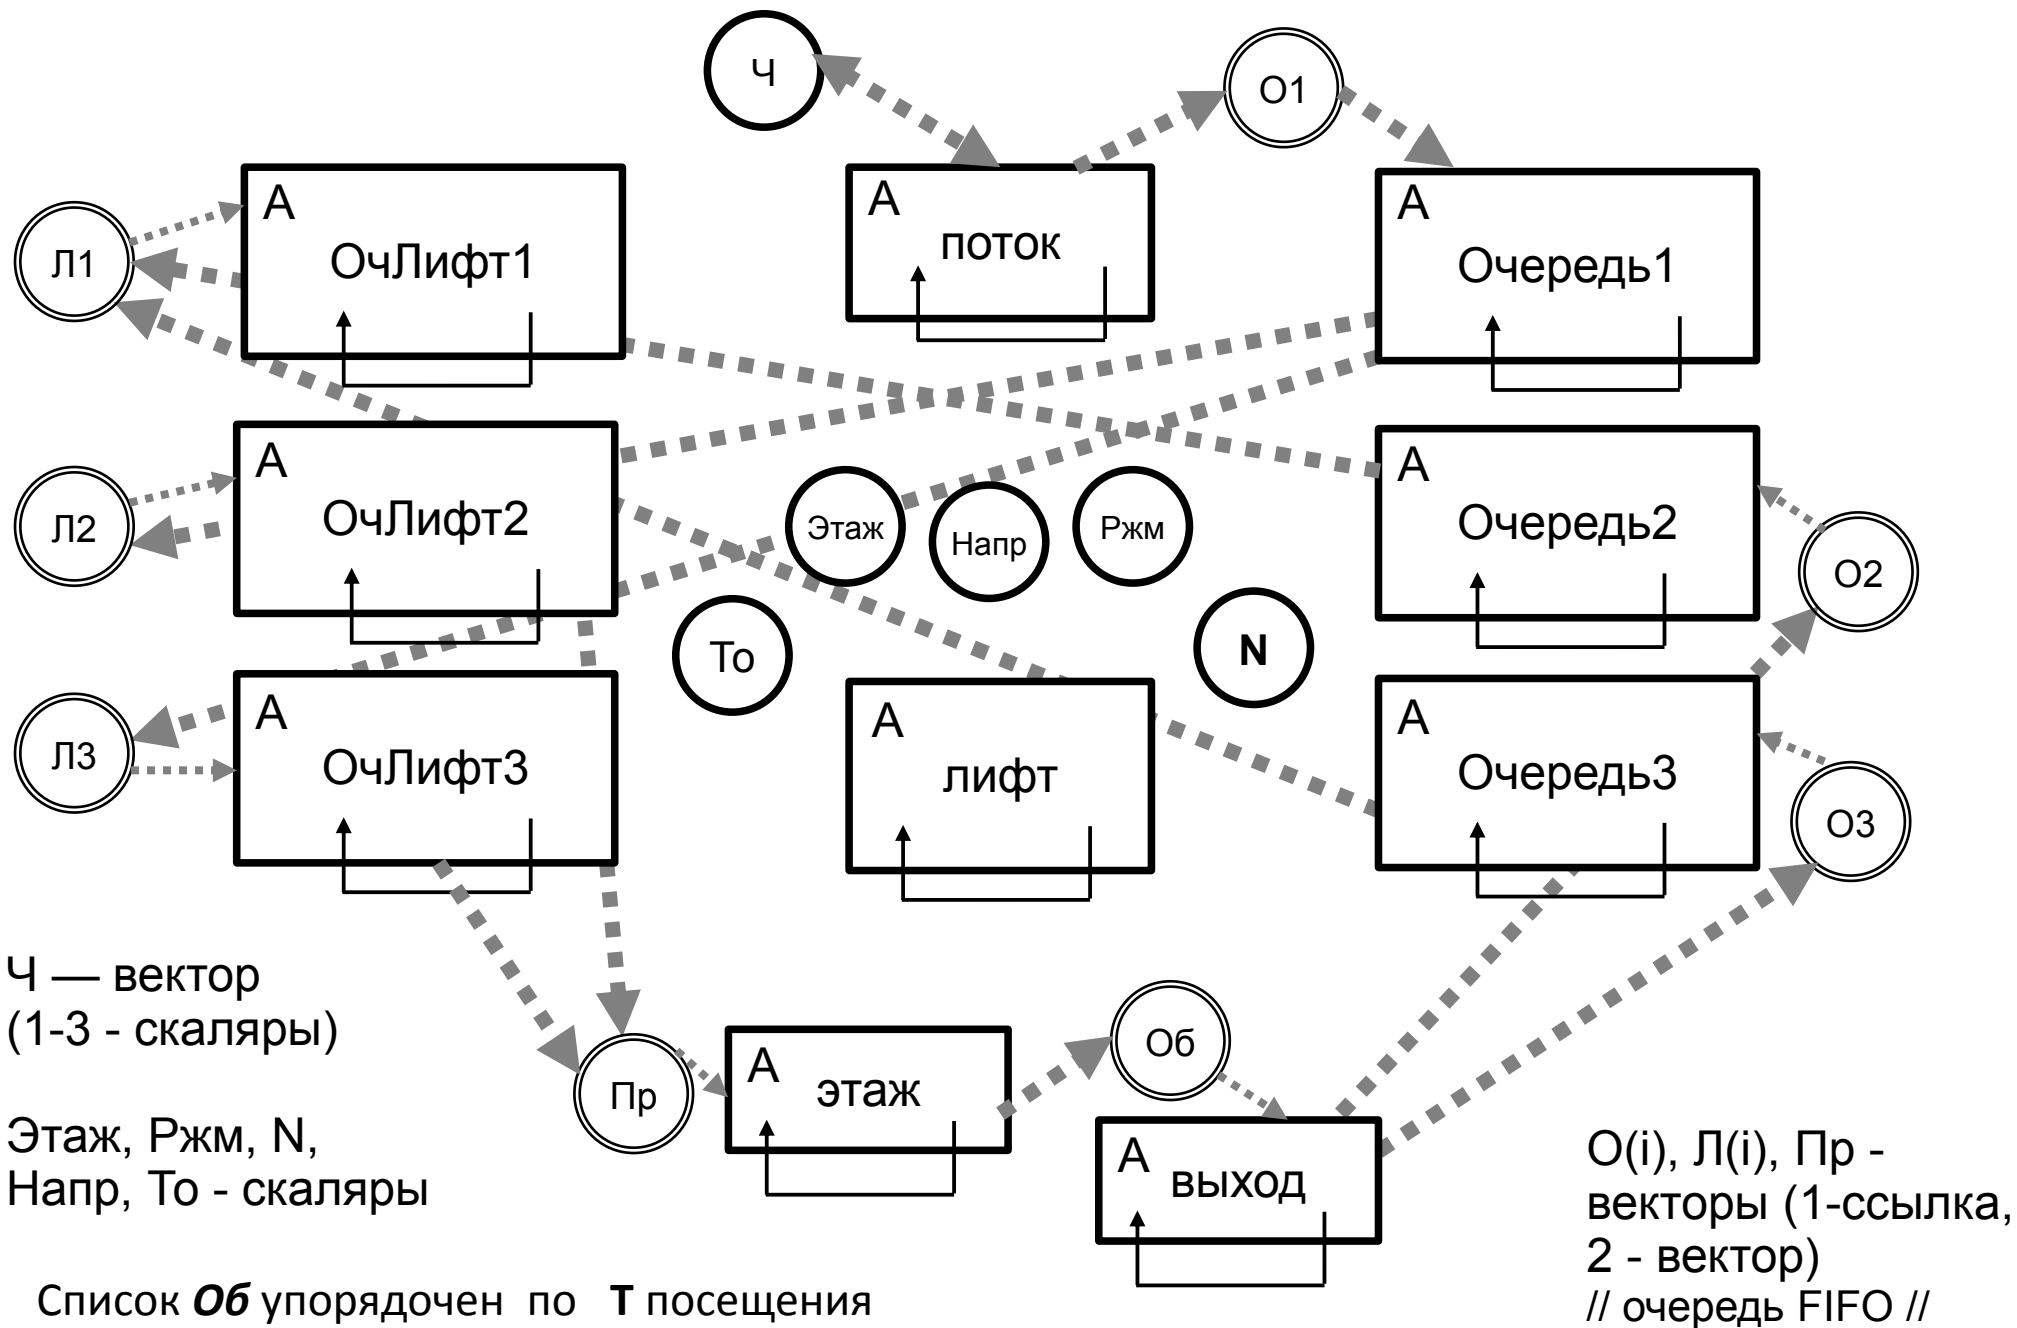 Ч
О1
А
ОчЛифт1
А
поток
А
Очередь1
Л1
А
ОчЛифт2
Л2
Этаж
Напр
Ржм
А
Очередь2
О2
То
N
А
ОчЛифт3
Л3
А
лифт
А
Очередь3
О3
Ч — вектор
(1-3 - скаляры)
Пр
А
этаж
Об
А
выход
Этаж, Ржм, N,
Напр, То - скаляры
О(i), Л(i), Пр -
векторы (1-ссылка,
2 - вектор)
// очередь FIFO //
Список Об упорядочен по Т посещения